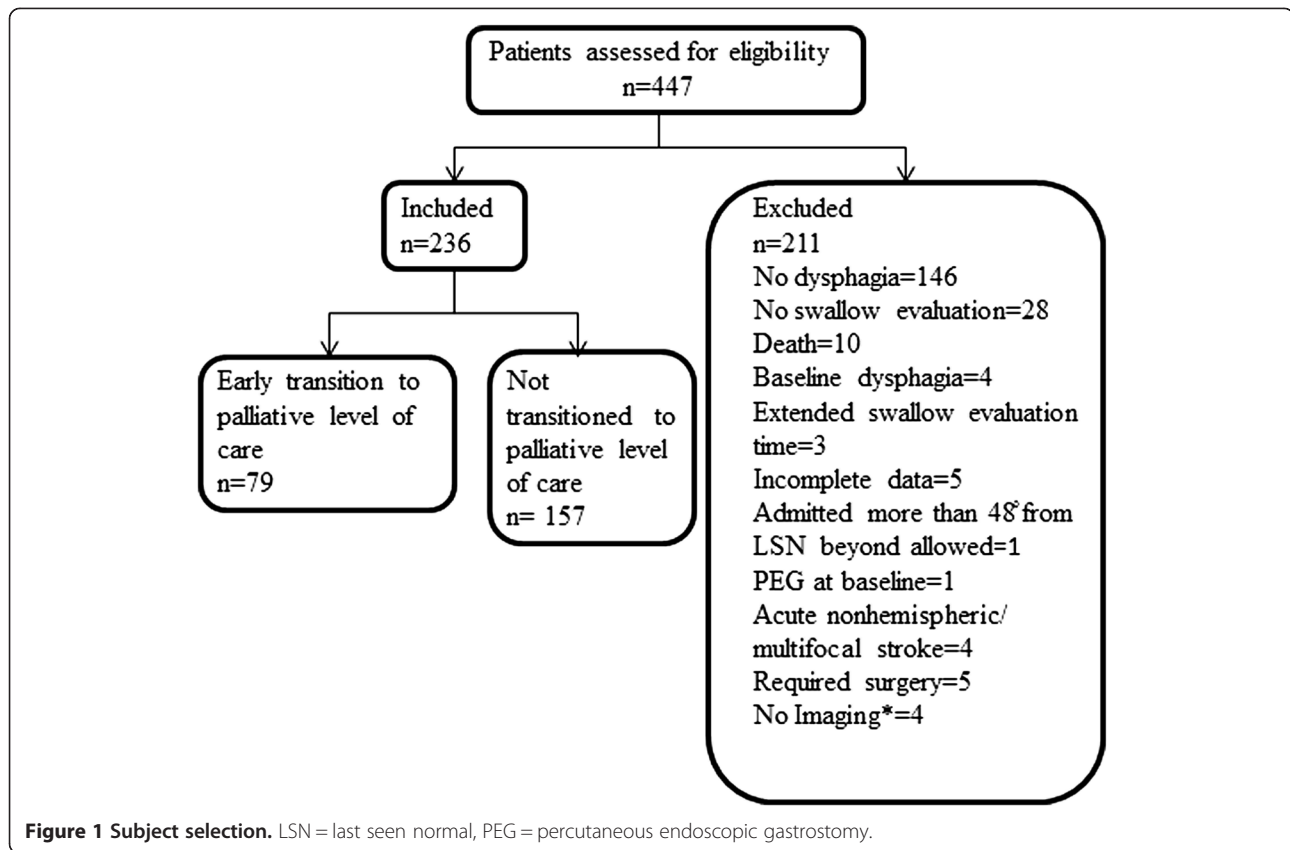 Patients assessed for eligibility
n=447
Included
n=236
Excluded
n=211
No dysphagia=146
No swallow evaluation=28
Death=10
Baseline dysphagia=4
Extended swallow evaluation
time=3
Incomplete data=5
Admitted more than 48° from
LSN beyond allowed=1
PEG at baseline=1
Acute nonhemispheric/
multifocal stroke=4
Required surgery=5
No Imaging*=4
Early transition to
palliative level of
care
n=79
Not
transitioned to
palliative level
of care
n= 157
Figure 1 Subject selection. LSN = last seen normal, PEG = percutaneous endoscopic gastrostomy.